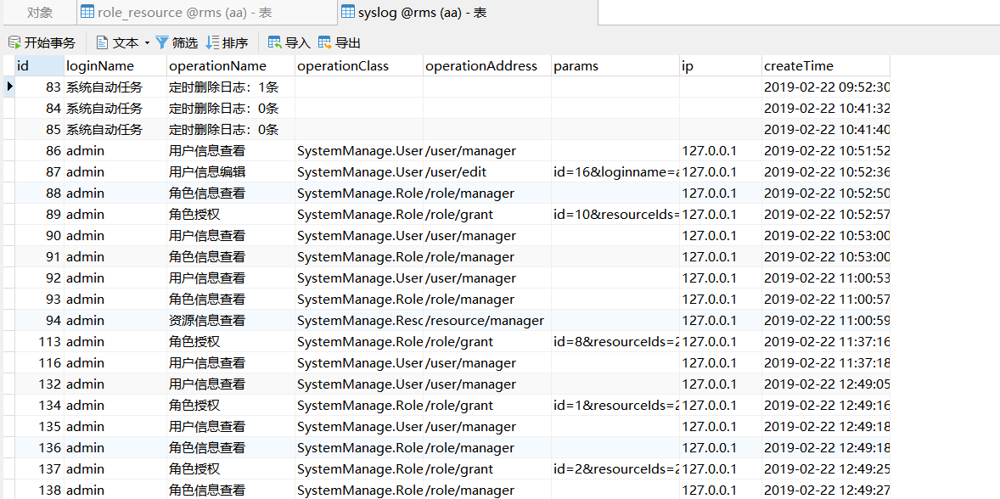 对象 role_resource @rms (aa) - 表 syslog @rms (aa) - 表
开始事务 文本 筛选 排序 导入 导出
id loginName operationName operationClass operationAddress params ip createTime
83 系统自动任务 定时删除日志：1条 2019-02-22 09:52:30
84 系统自动任务 定时删除日志：0条 2019-02-22 10:41:32
85 系统自动任务 定时删除日志：0条 2019-02-22 10:41:40
86 admin 用户信息查看 SystemManage.User /user/manager 127.0.0.1 2019-02-22 10:51:52
87 admin 用户信息编辑 SystemManage.User /user/edit id=16&loginname=a 127.0.0.1 2019-02-22 10:52:36
88 admin 角色信息查看 SystemManage.Role /role/manager 127.0.0.1 2019-02-22 10:52:50
89 admin 角色授权 SystemManage.Role /role/grant id=10&resourceIds= 127.0.0.1 2019-02-22 10:52:57
90 admin 用户信息查看 SystemManage.User /user/manager 127.0.0.1 2019-02-22 10:53:00
91 admin 角色信息查看 SystemManage.Role /role/manager 127.0.0.1 2019-02-22 10:53:00
92 admin 用户信息查看 SystemManage.User /user/manager 127.0.0.1 2019-02-22 11:00:53
93 admin 角色信息查看 SystemManage.Role /role/manager 127.0.0.1 2019-02-22 11:00:57
94 admin 资源信息查看 SystemManage.Resc /resource/manager 127.0.0.1 2019-02-22 11:00:59
113 admin 角色授权 SystemManage.Role /role/grant id=8&resourceIds=2 127.0.0.1 2019-02-22 11:37:16
116 admin 用户信息查看 SystemManage.User /user/manager 127.0.0.1 2019-02-22 11:37:18
132 admin 用户信息查看 SystemManage.User /user/manager 127.0.0.1 2019-02-22 12:49:05
134 admin 角色授权 SystemManage.Role /role/grant id=1&resourceIds=2 127.0.0.1 2019-02-22 12:49:16
135 admin 用户信息查看 SystemManage.User /user/manager 127.0.0.1 2019-02-22 12:49:18
136 admin 角色信息查看 SystemManage.Role /role/manager 127.0.0.1 2019-02-22 12:49:18
137 admin 角色授权 SystemManage.Role /role/grant id=2&resourceIds=2 127.0.0.1 2019-02-22 12:49:25
138 admin 角色信息查看 SystemManage.Role /role/manager 127.0.0.1 2019-02-22 12:49:27